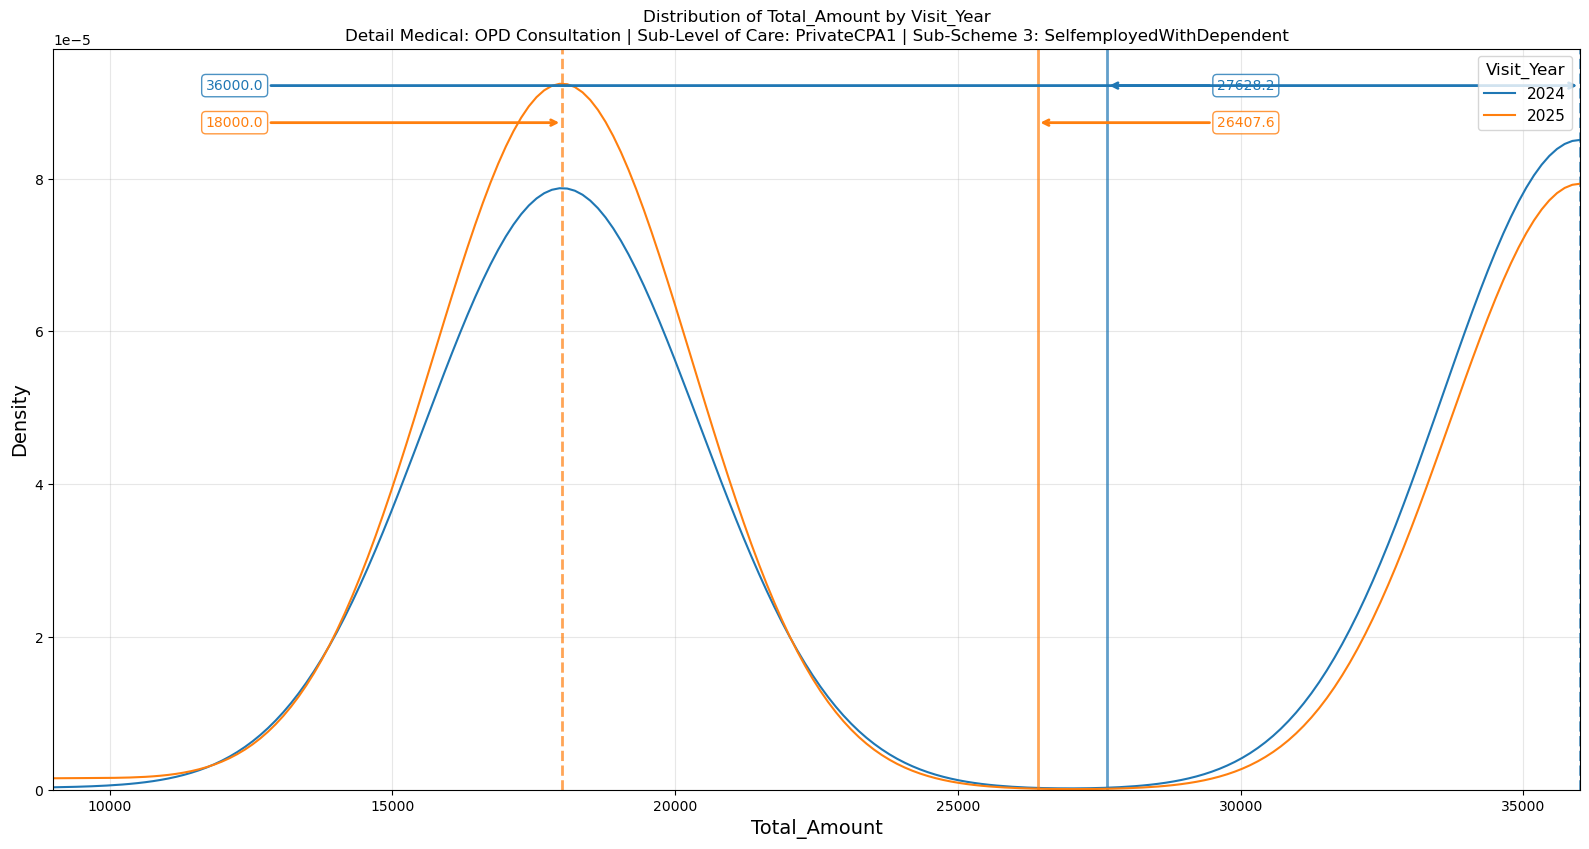 Distribution of Total_Amount by Visit_Year
Detail Medical: OPD Consultation | Sub-Level of Care: PrivateCPA1 | Sub-Scheme 3: SelfemployedWithDependent
1e−5
36000.0
27628.2
18000.0
26407.6
Visit_Year
2024
2025
8
6
4
2
0
Density
10000
15000
20000
25000
30000
35000
Total_Amount